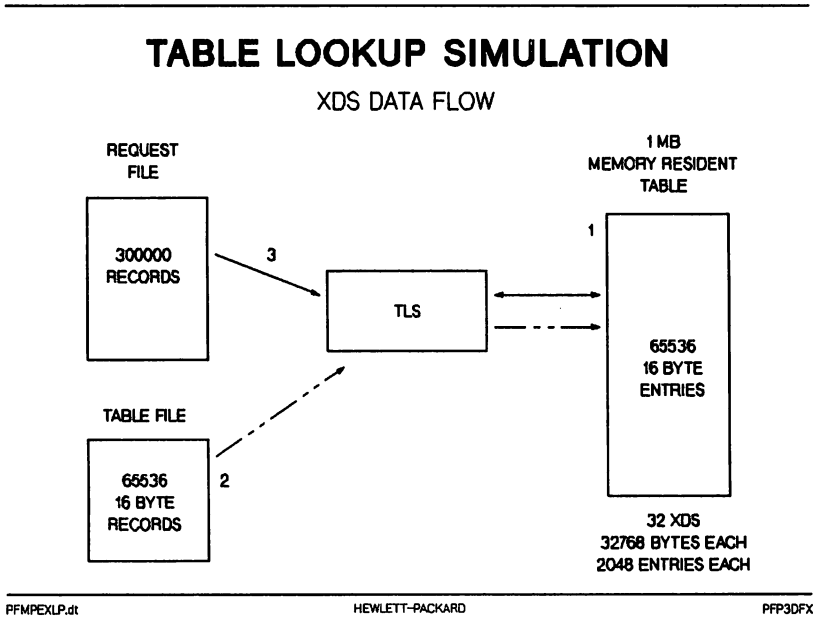 TABLE LOOKUP SIMULATION
XDS DATA FLOW
REQUEST
FILE
300000
RECORDS
3
TLS
1 MB
MEMORY RESIDENT
TABLE
1
65536
16 BYTE
ENTRIES
TABLE FILE
65536
16 BYTE
RECORDS
2
32 XDS
32768 BYTES EACH
2048 ENTRIES EACH
PFMPEXLP.dt
HEWLETT-PACKARD
PFP3DFX